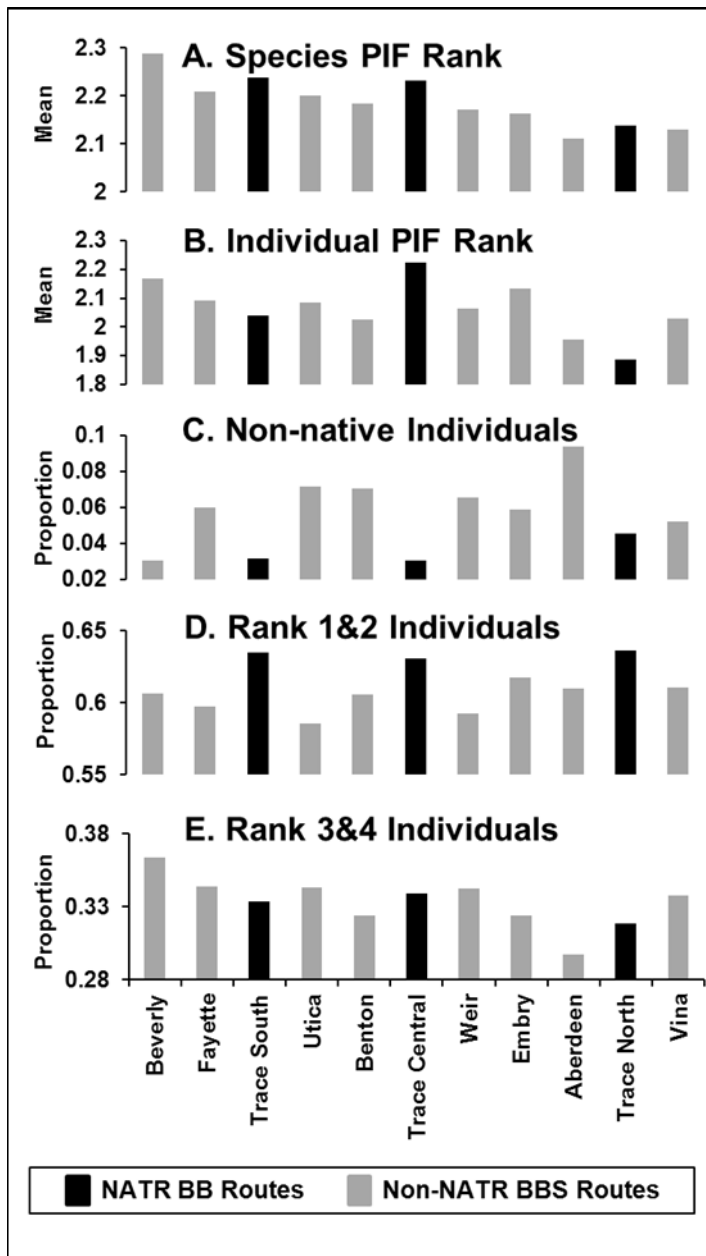 A. Species PIF Rank
Mean
2.3
2.2
2.1
2
B. Individual PIF Rank
Mean
2.3
2.2
2.1
2
1.9
1.8
C. Non-native Individuals
Proportion
0.1
0.08
0.06
0.04
0.02
D. Rank 1&2 Individuals
Proportion
0.65
0.6
0.55
E. Rank 3&4 Individuals
Proportion
0.38
0.33
0.28
Beverly
Fayette
Trace South
Utica
Benton
Trace Central
Weir
Embry
Aberdeen
Trace North
Vina
NATR BB Routes
Non-NATR BBS Routes